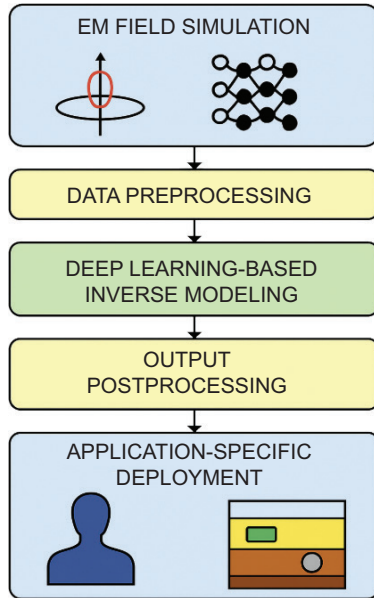 EM FIELD SIMULATION
DATA PREPROCESSING
DEEP LEARNING-BASED
INVERSE MODELING
OUTPUT
POSTPROCESSING
APPLICATION-SPECIFIC
DEPLOYMENT